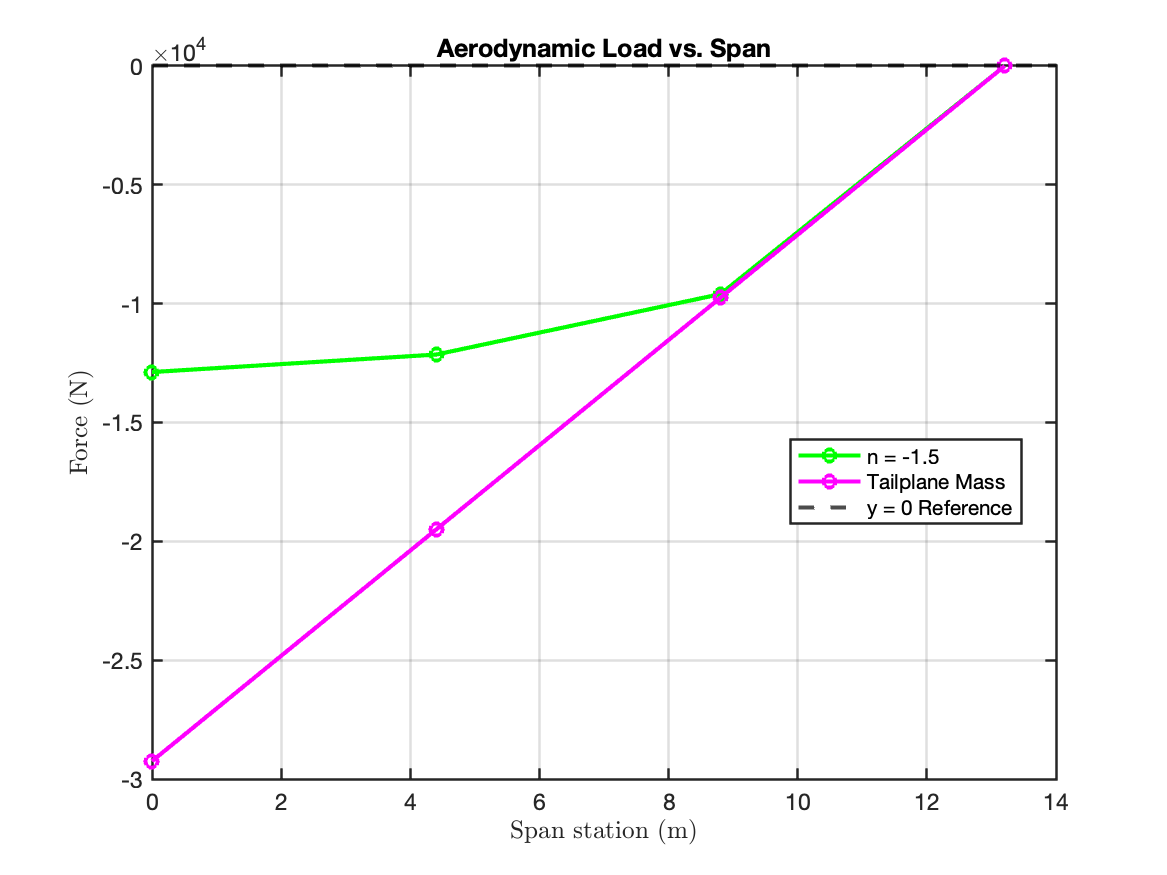 Aerodynamic Load vs. Span
×10⁴
0
-0.5
-1
-1.5
-2
-2.5
-3
Force (N)
0 2 4 6 8 10 12 14
Span station (m)
n = -1.5
Tailplane Mass
y = 0 Reference